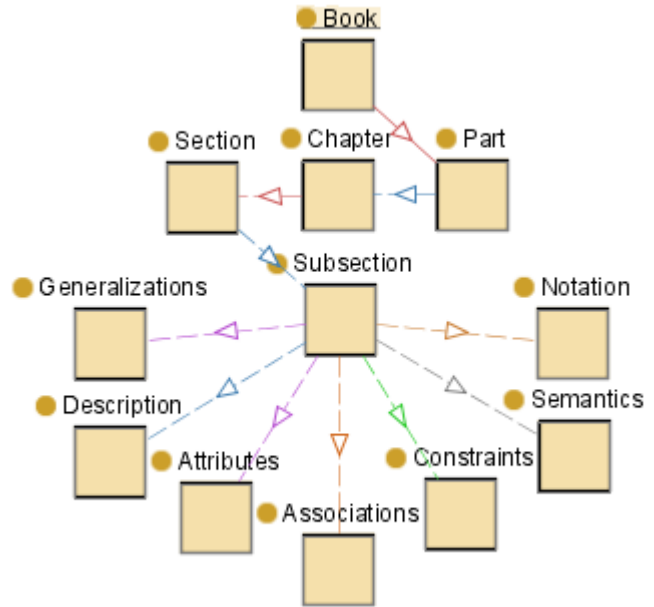 Book
Section
Chapter
Part
Subsection
Generalizations
Notation
Description
Semantics
Attributes
Constraints
Associations